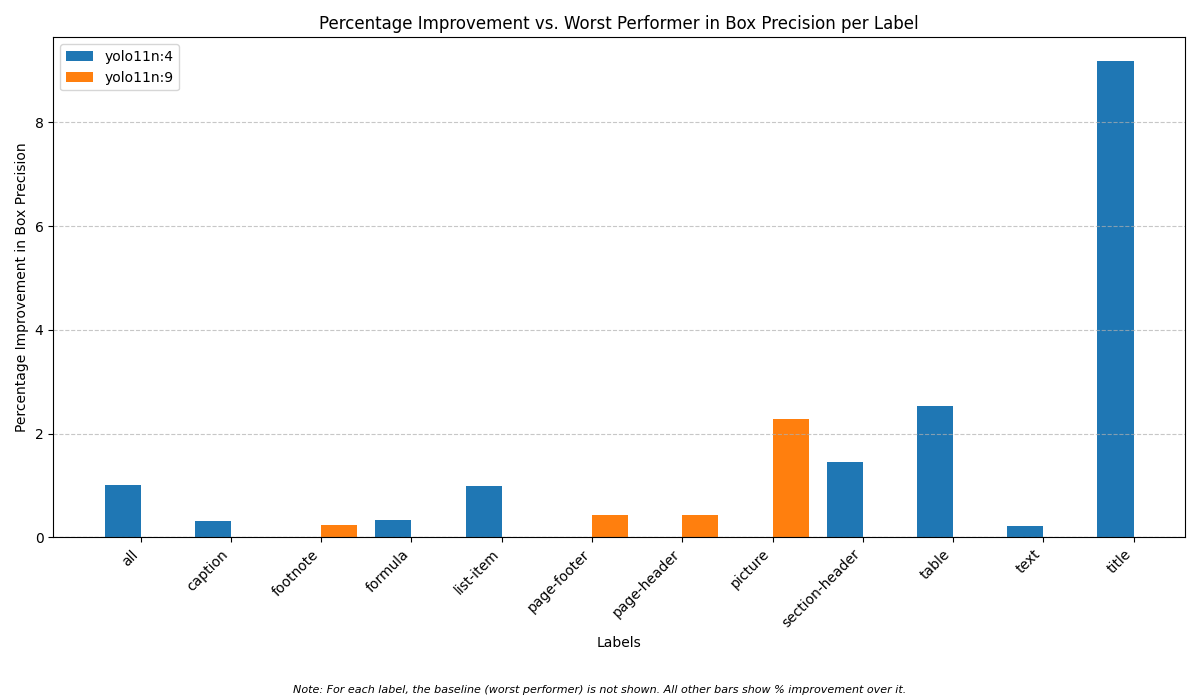 Percentage Improvement vs. Worst Performer in Box Precision per Label
yolo11n:4
yolo11n:9
Percentage Improvement in Box Precision
8
6
4
2
0
all
caption
footnote
formula
list-item
page-footer
page-header
picture
section-header
table
text
title
Labels
Note: For each label, the baseline (worst performer) is not shown. All other bars show % improvement over it.